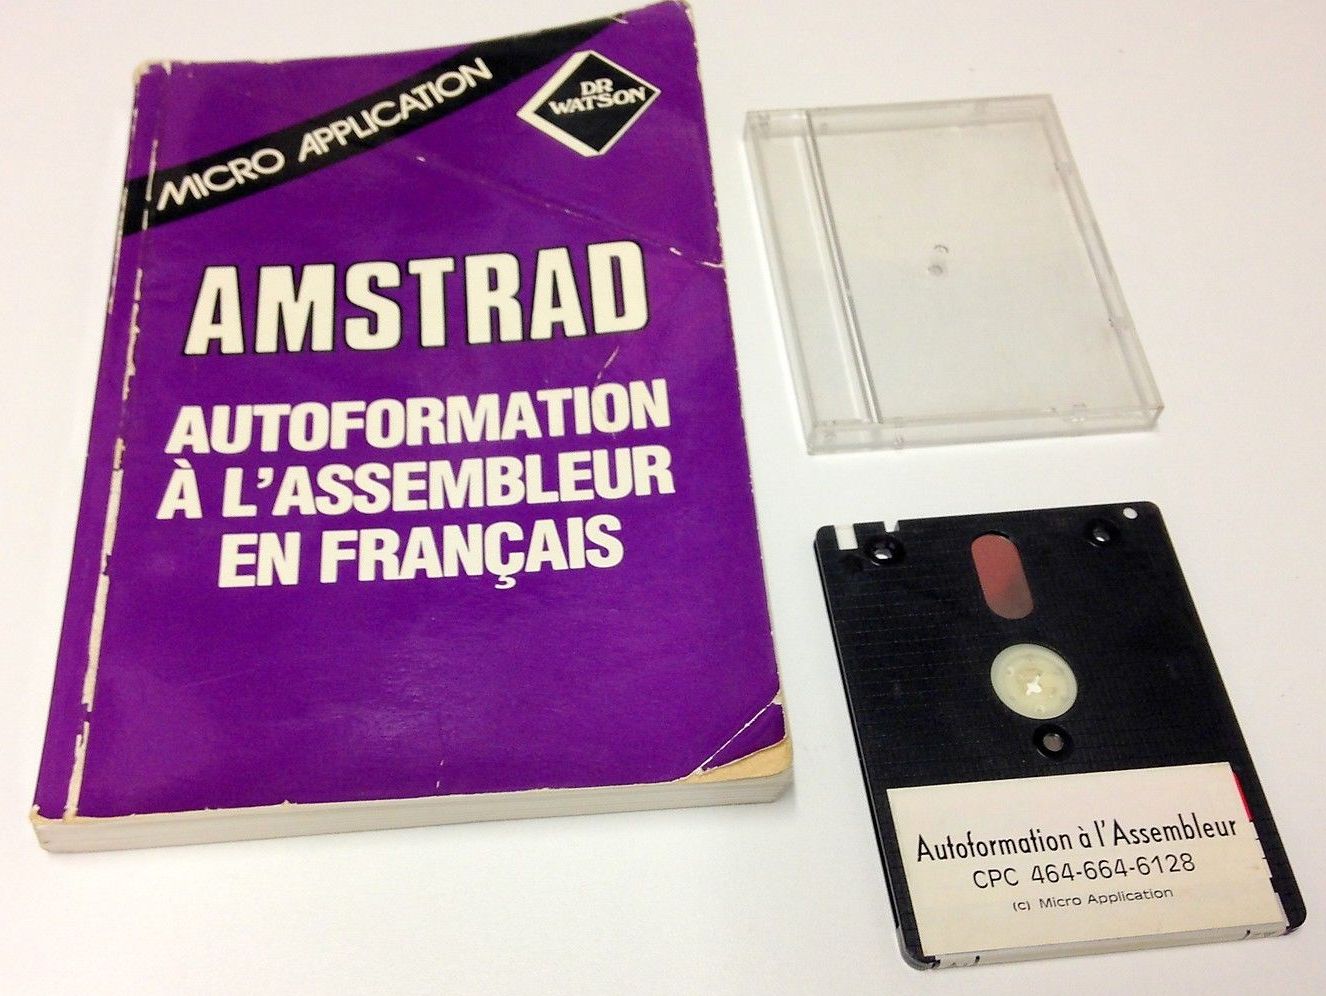 MICRO APPLICATION
DR
WATSON
AMSTRAD
AUTOFORMATION
À L'ASSEMBLEUR
EN FRANÇAIS
Autoformation à l'Assembleur
CPC 464-664-6128
(c) Micro Application